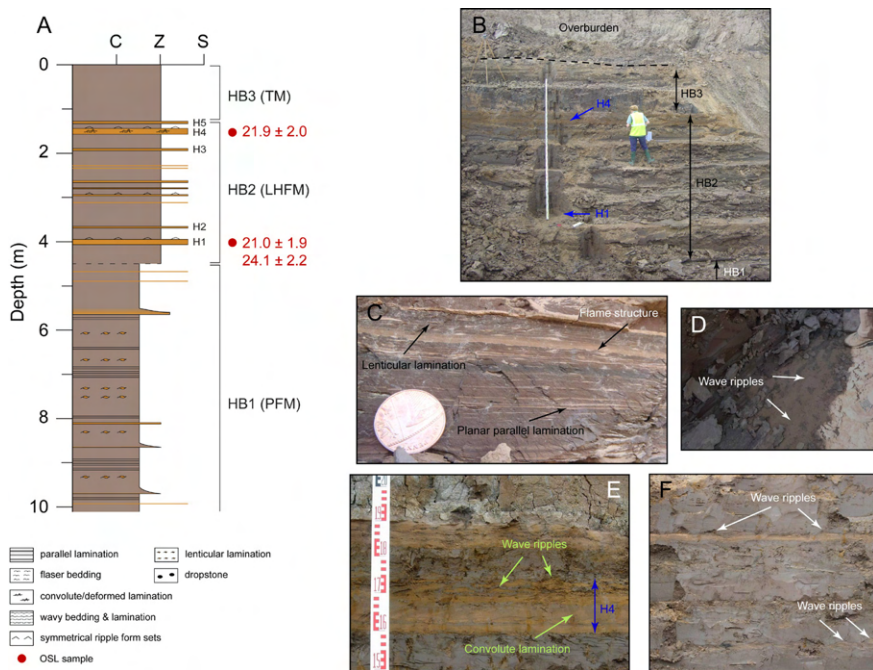 A
C Z S
0
2
4
6
8
10
Depth (m)
H5
H4
H3
H2
H1
21.9 ± 2.0
21.0 ± 1.9
24.1 ± 2.2
HB3 (TM)
HB2 (LHFM)
HB1 (PFM)
parallel lamination
flaser bedding
convolute/deformed lamination
wavy bedding & lamination
symmetrical ripple form sets
OSL sample
lenticular lamination
dropstone
B
Overburden
HB3
H4
HB2
H1
HB1
C
Flame structure
Lenticular lamination
Planar parallel lamination
D
Wave ripples
E
Wave ripples
H4
Convolute lamination
F
Wave ripples
Wave ripples